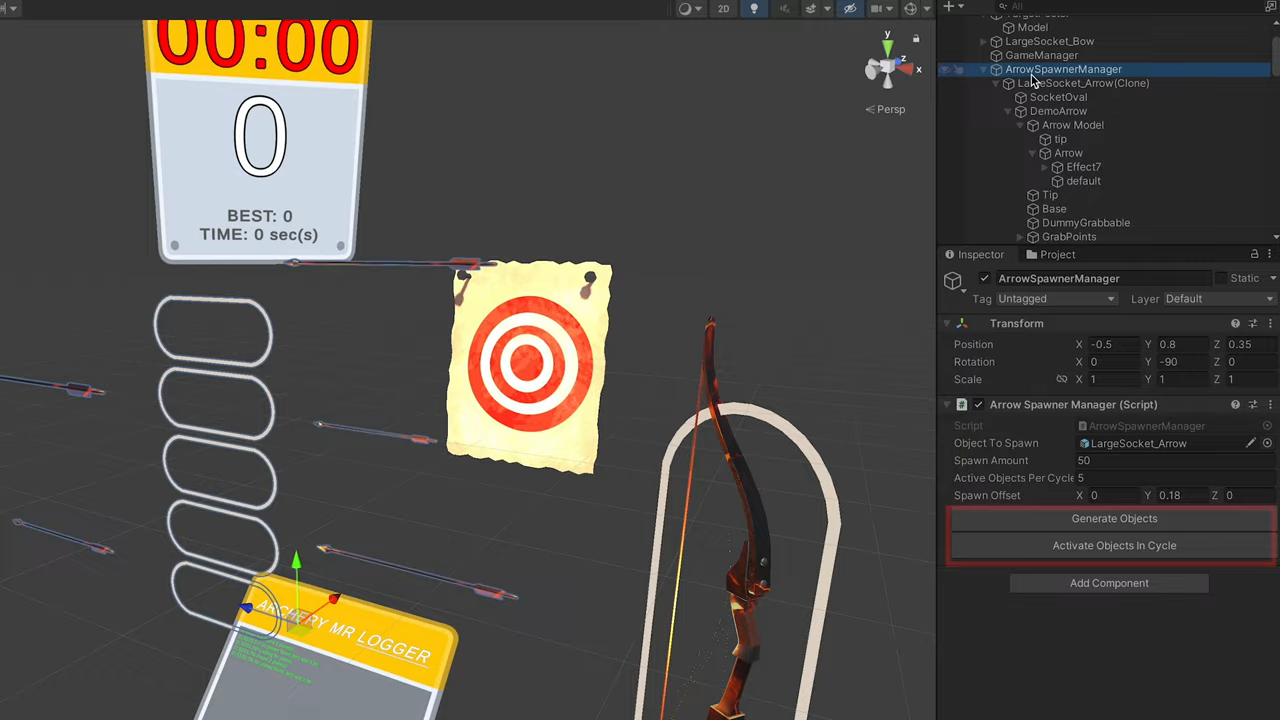 2D
All
Model
LargeSocket_Bow
GameManager
ArrowSpawnerManager
LargeSocket_Arrow(Clone)
SocketOval
DemoArrow
Arrow Model
tip
Arrow
Effect7
default
Tip
Base
DummyGrabbable
GrabPoints
Inspector
Project
ArrowSpawnerManager
Static
Tag Untagged
Layer Default
Transform
Position X -0.5 Y 0.8 Z 0.35
Rotation X 0 Y -90 Z 0
Scale X 1 Y 1 Z 1
Arrow Spawner Manager (Script)
Script ArrowSpawnerManager
Object To Spawn LargeSocket_Arrow
Spawn Amount 50
Active Objects Per Cycle 5
Spawn Offset X 0 Y 0.18 Z 0
Generate Objects
Activate Objects In Cycle
Add Component
y
z
x
Persp
00:00
0
BEST: 0
TIME: 0 sec(s)
ARCHERY MR LOGGER